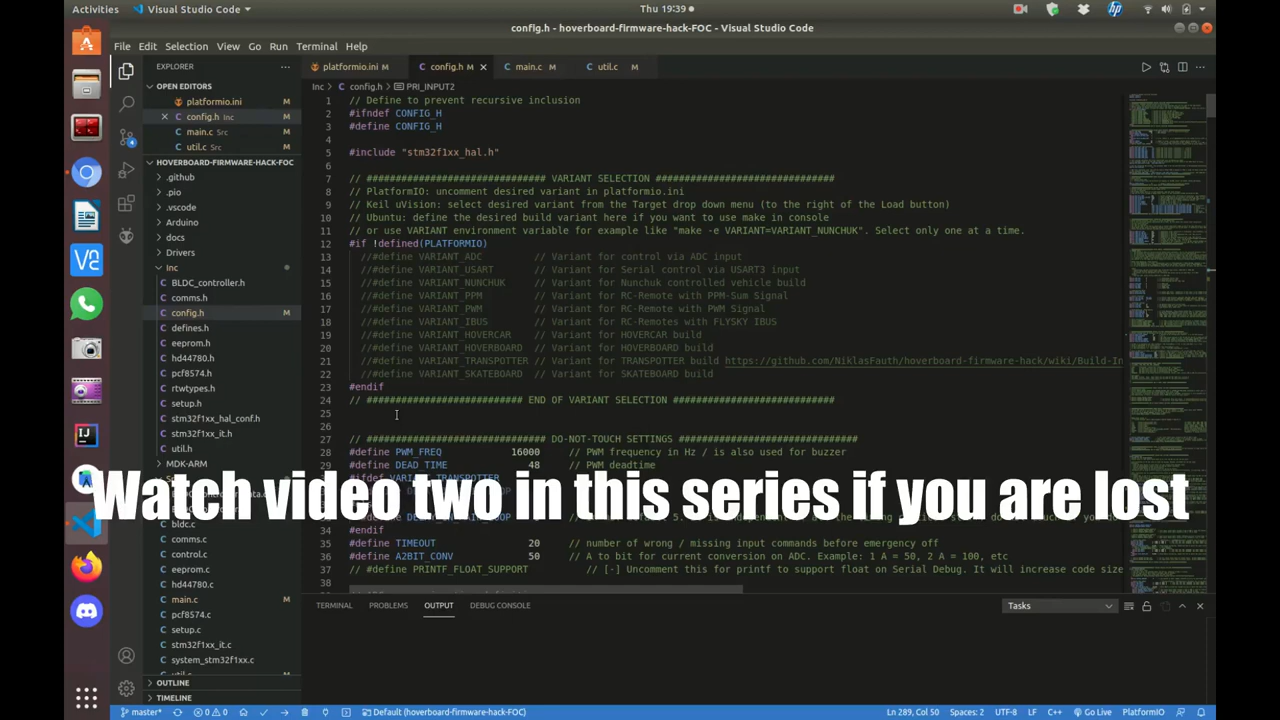 Activities
Visual Studio Code
Thu 19:39
config.h - hoverboard-firmware-hack-FOC - Visual Studio Code
File Edit Selection View Go Run Terminal Help
EXPLORER
OPEN EDITORS
platformio.ini M
config.h Inc M
main.c Src M
util.c M
HOVERBOARD-FIRMWARE-HACK-FOC
.github
.pio
.vscode
Arduino
docs
Drivers
Inc
BLDC_controller.h
comms.h
config.h
defines.h
eeprom.h
hd44780.h
pcf8574.h
rtwtypes.h
setup.h
stm32f1xx_hal_conf.h
stm32f1xx_it.h
util.h
MDK-ARM
bldc.c
comms.c
control.c
eeprom.c
hd44780.c
main.c M
pcf8574.c
setup.c
stm32f1xx_it.c
system_stm32f1xx.c
OUTLINE
TIMELINE
platformio.ini M config.h M main.c M util.c M
Inc > config.h > PRI_INPUT2
1 // Define to prevent recursive inclusion
2 #ifndef CONFIG_H
3 #define CONFIG_H
4
5 #include "stm32f1xx_hal.h"
6
7 // ############################### VARIANT SELECTION ###############################
8 // PlatformIO: uncomment desired variant in platformio.ini
9 // Keil uVision: select desired variant from the Target drop down menu (to the right of the Load button)
10 // Ubuntu: define the desired build variant here if you want to use make in console
11 // or use VARIANT environment variable for example like "make -e VARIANT=VARIANT_NUNCHUK". Select only one at a time.
12 #if !defined(PLATFORMIO)
13 //#define VARIANT_ADC // Variant for control via ADC input
14 //#define VARIANT_USART // Variant for Serial control via USART3 input
15 //#define VARIANT_NUNCHUK // Variant for Nunchuk controlled vehicle build
16 //#define VARIANT_PPM // Variant for RC-Remote with PPM-Sum Signal
17 //#define VARIANT_PWM // Variant for RC-Remote with PWM Signal
18 //#define VARIANT_IBUS // Variant for RC-Remotes with FLYSKY IBUS
19 //#define VARIANT_HOVERCAR // Variant for HOVERCAR build
20 //#define VARIANT_HOVERBOARD // Variant for HOVERBOARD build
21 //#define VARIANT_TRANSPOTTER // Variant for TRANSPOTTER build https://github.com/NiklasFauth/hoverboard-firmware-hack/wiki/Build-In
22 //#define VARIANT_SKATEBOARD // Variant for SKATEBOARD build
23 #endif
24 // ########################### END OF VARIANT SELECTION ############################
25
26
27 // ############################### DO-NOT-TOUCH SETTINGS ###############################
28 #define PWM_FREQ 16000 // PWM frequency in Hz / is also used for buzzer
29 #define DEAD_TIME 48 // PWM deadtime
Watch video two in this series if you are lost
34 #endif
35 #define TIMEOUT 20 // number of wrong / missing input commands before emergency off
36 #define A2BIT_CONV 50 // A to bit for current conversion on ADC. Example: 1 A = 50, 2 A = 100, etc
37 // #define PRINTF_FLOAT_SUPPORT // [-] Uncomment this for printf to support float on Serial Debug. It will increase code size
38
TERMINAL PROBLEMS OUTPUT DEBUG CONSOLE
Tasks
master* 0 0 Default (hoverboard-firmware-hack-FOC) Ln 289, Col 50 Spaces: 2 UTF-8 LF C++ Go Live PlatformIO